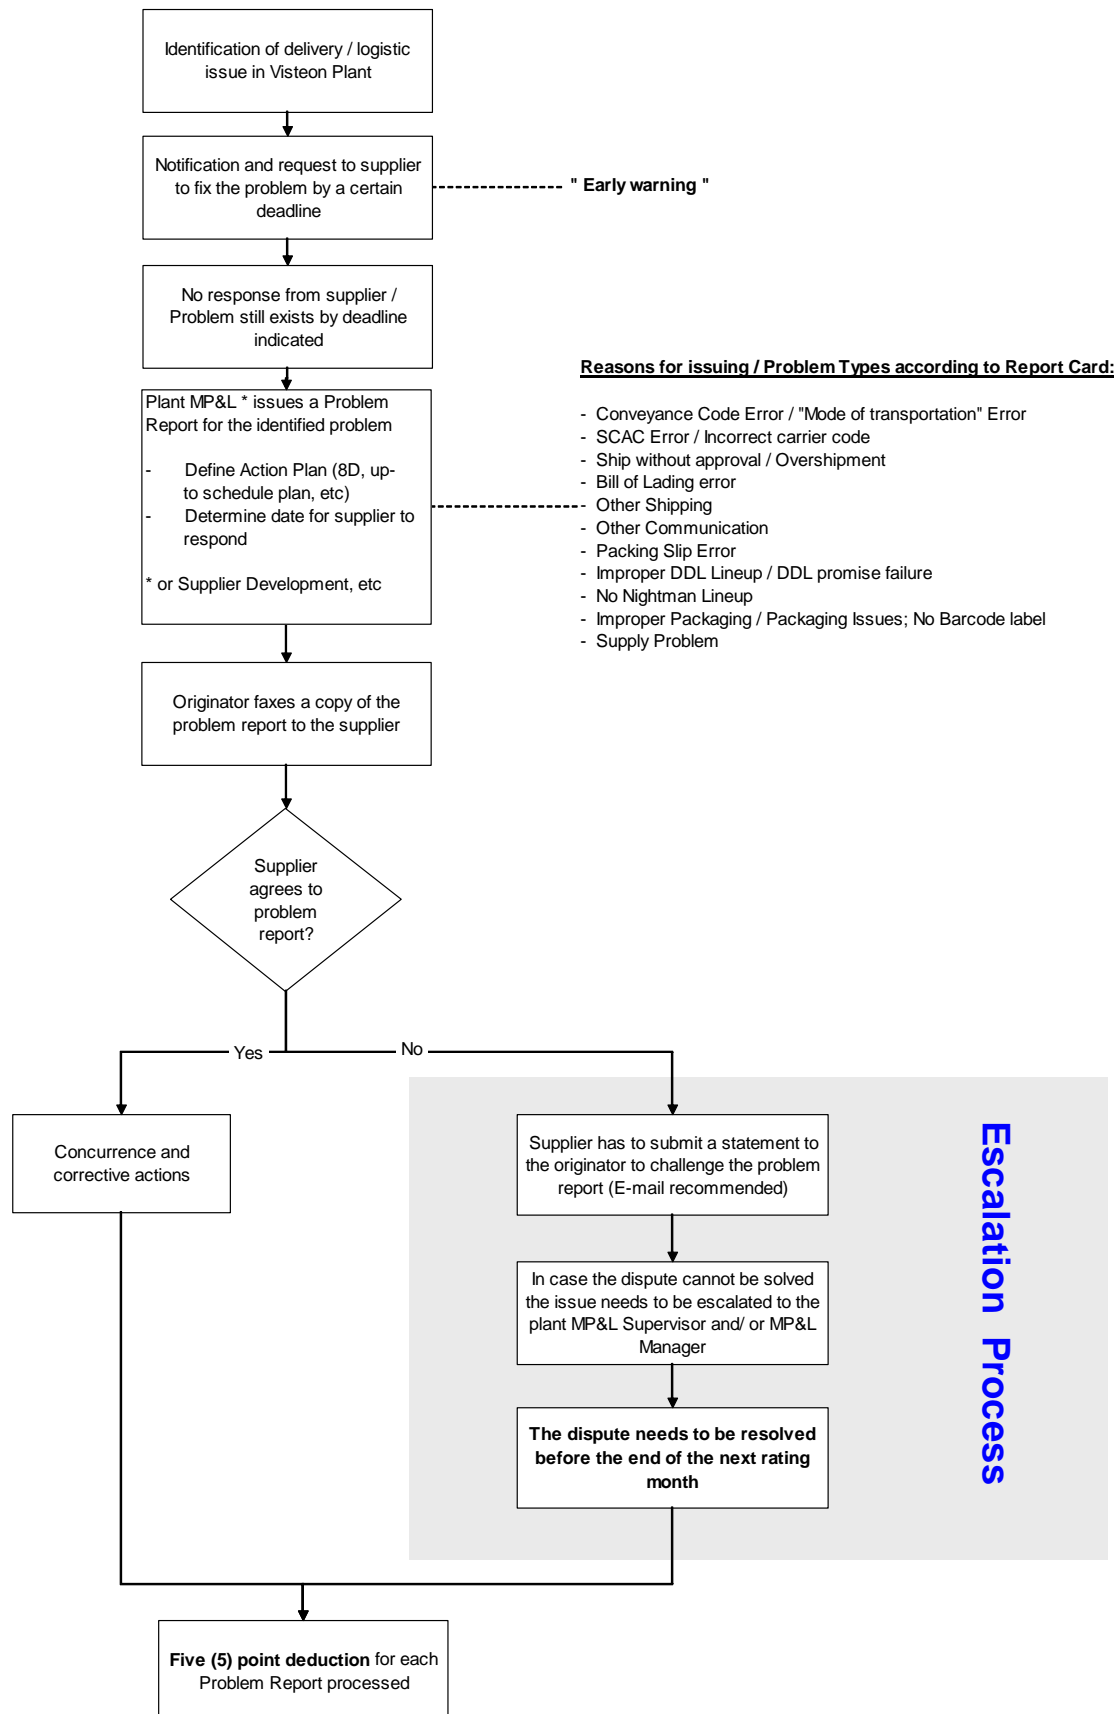 Identification of delivery / logistic
issue in Visteon Plant
Notification and request to supplier
to fix the problem by a certain
deadline
" Early warning "
No response from supplier /
Problem still exists by deadline
indicated
Plant MP&L * issues a Problem
Report for the identified problem
- Define Action Plan (8D, up-
to schedule plan, etc)
- Determine date for supplier to
respond
* or Supplier Development, etc
Reasons for issuing / Problem Types according to Report Card:
- Conveyance Code Error / "Mode of transportation" Error
- SCAC Error / Incorrect carrier code
- Ship without approval / Overshipment
- Bill of Lading error
- Other Shipping
- Other Communication
- Packing Slip Error
- Improper DDL Lineup / DDL promise failure
- No Nightman Lineup
- Improper Packaging / Packaging Issues; No Barcode label
- Supply Problem
Originator faxes a copy of the
problem report to the supplier
Supplier
agrees to
problem
report?
Yes
No
Concurrence and
corrective actions
Supplier has to submit a statement to
the originator to challenge the problem
report (E-mail recommended)
In case the dispute cannot be solved
the issue needs to be escalated to the
plant MP&L Supervisor and/ or MP&L
Manager
The dispute needs to be resolved
before the end of the next rating
month
Escalation Process
Five (5) point deduction for each
Problem Report processed